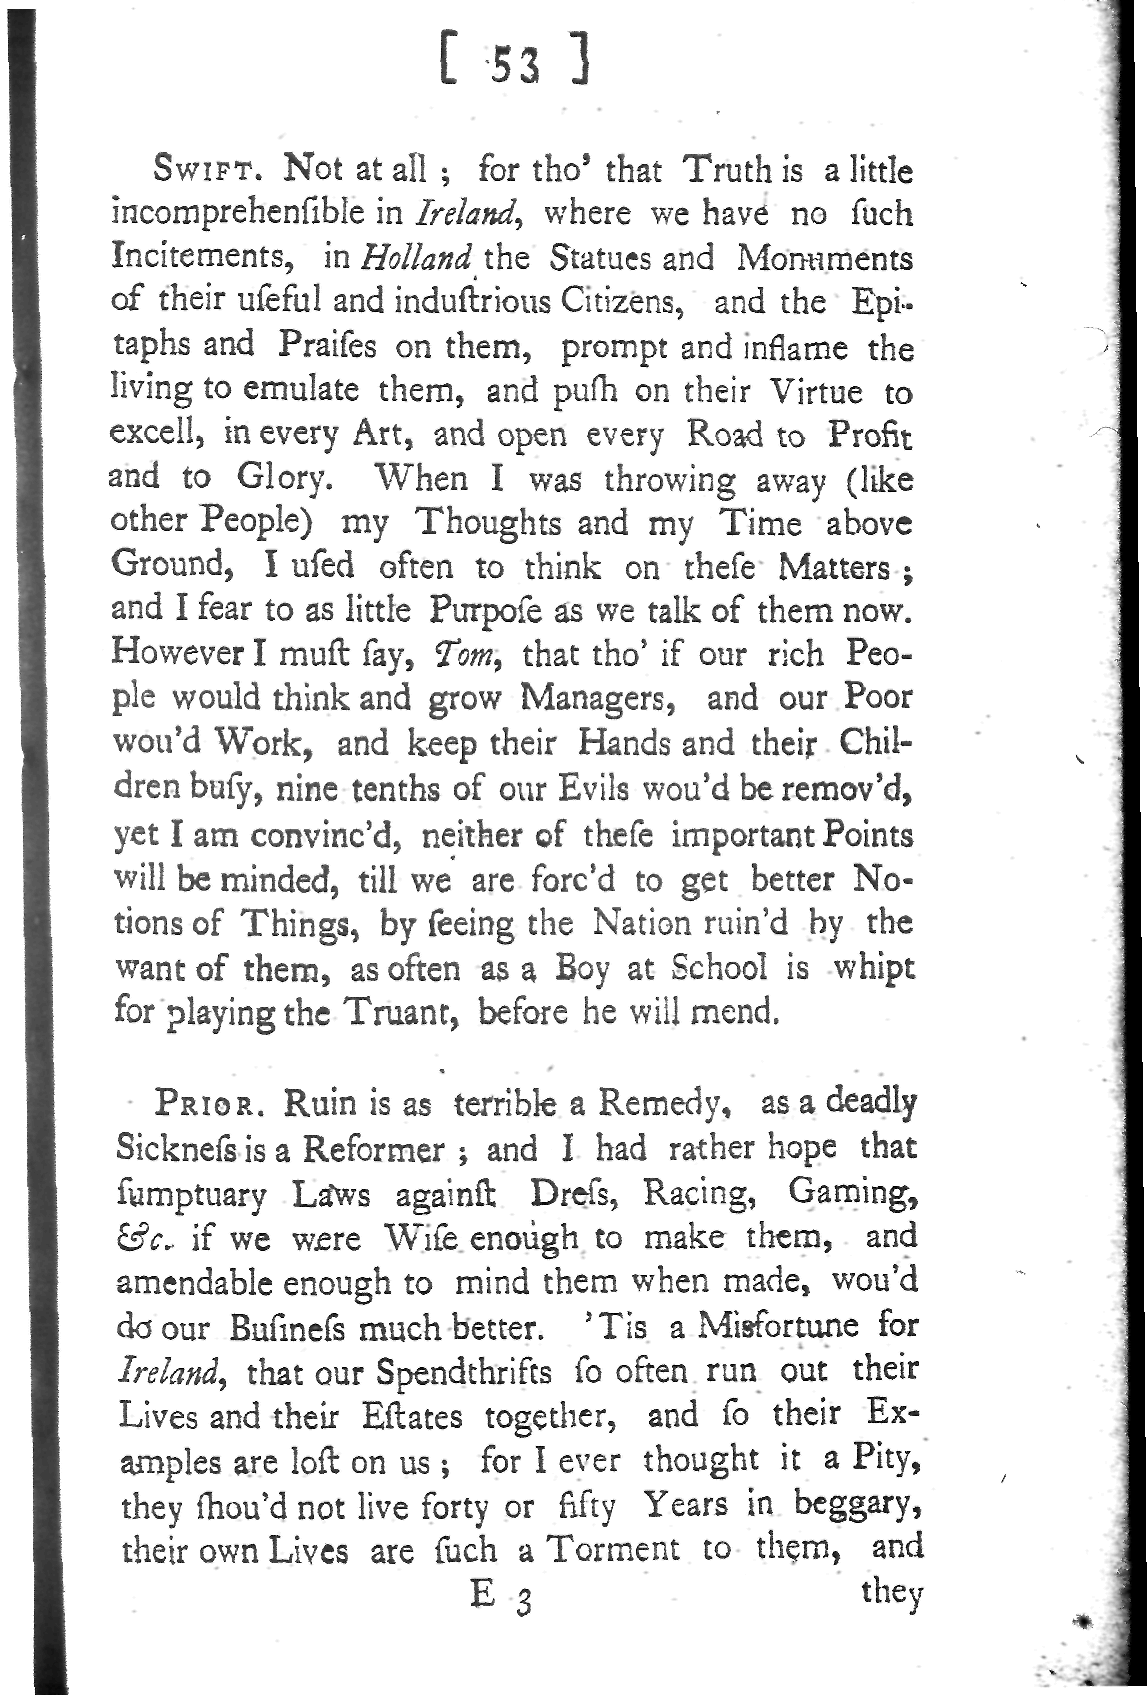 [ 53 ]
SWIFT. Not at all ; for tho' that Truth is a little
incomprehenſible in Ireland, where we have no ſuch
Incitements, in Holland the Statues and Monuments
of their uſeful and induſtrious Citizens, and the Epi-
taphs and Praiſes on them, prompt and inflame the
living to emulate them, and puſh on their Virtue to
excell, in every Art, and open every Road to Profit
and to Glory. When I was throwing away (like
other People) my Thoughts and my Time above
Ground, I uſed often to think on theſe Matters ;
and I fear to as little Purpoſe as we talk of them now.
However I muſt ſay, Tom, that tho' if our rich Peo-
ple would think and grow Managers, and our Poor
wou'd Work, and keep their Hands and their Chil-
dren buſy, nine tenths of our Evils wou'd be remov'd,
yet I am convinc'd, neither of theſe important Points
will be minded, till we are forc'd to get better No-
tions of Things, by ſeeing the Nation ruin'd by the
want of them, as often as a Boy at School is whipt
for playing the Truant, before he will mend.
PRIOR. Ruin is as terrible a Remedy, as a deadly
Sickneſs is a Reformer ; and I had rather hope that
ſumptuary Laws againſt Dreſs, Racing, Gaming,
&c. if we were Wiſe enough to make them, and
amendable enough to mind them when made, wou'd
do our Buſineſs much better. 'Tis a Misfortune for
Ireland, that our Spendthrifts ſo often run out their
Lives and their Eſtates together, and ſo their Ex-
amples are loſt on us ; for I ever thought it a Pity,
they ſhou'd not live forty or fifty Years in beggary,
their own Lives are ſuch a Torment to them, and
E 3 they